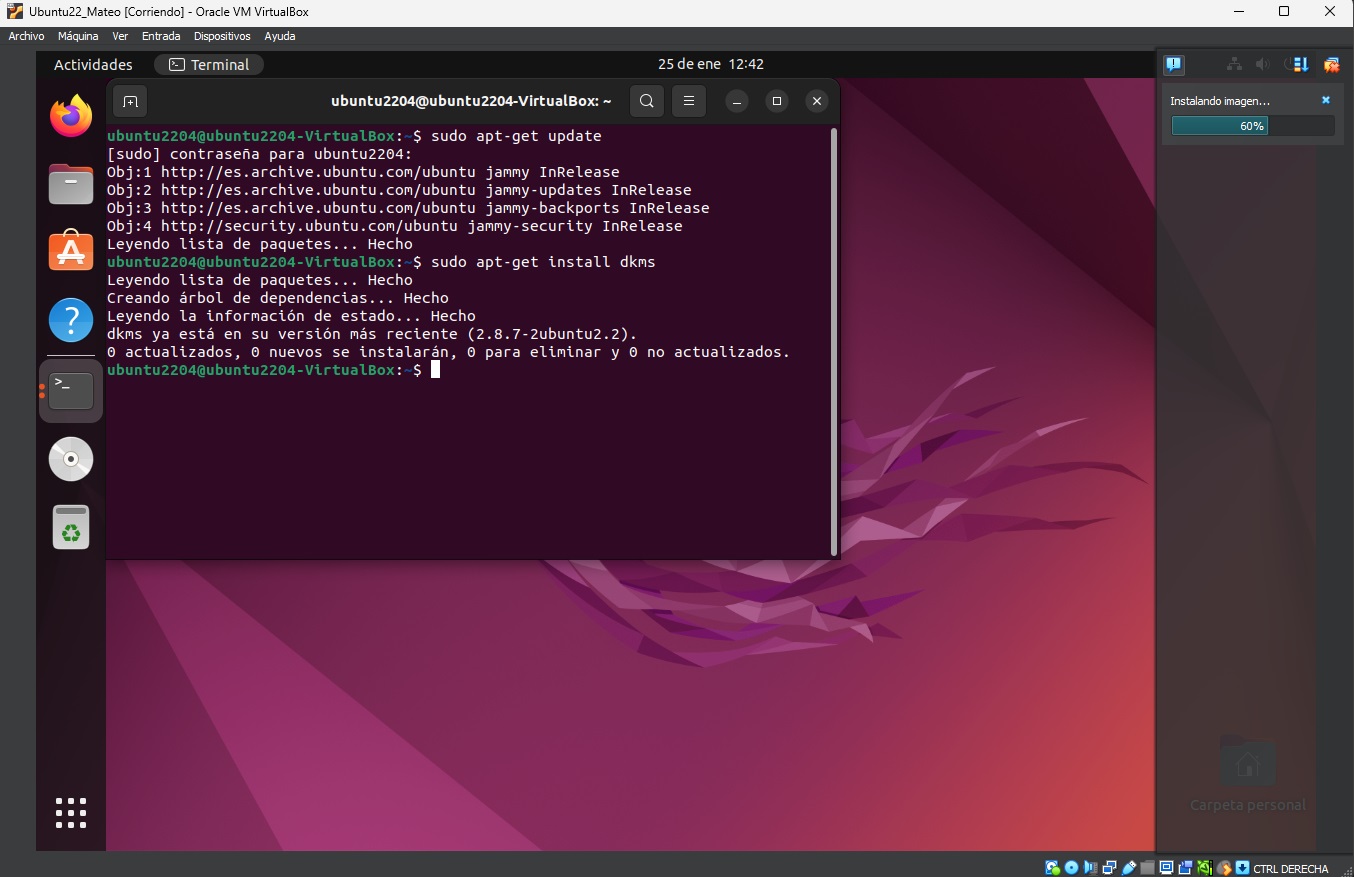 Ubuntu22_Mateo [Corriendo] - Oracle VM VirtualBox
Archivo Máquina Ver Entrada Dispositivos Ayuda
Actividades Terminal 25 de ene 12:42
ubuntu2204@ubuntu2204-VirtualBox: ~
Instalando imagen...
60%
ubuntu2204@ubuntu2204-VirtualBox:~$ sudo apt-get update
[sudo] contraseña para ubuntu2204:
Obj:1 http://es.archive.ubuntu.com/ubuntu jammy InRelease
Obj:2 http://es.archive.ubuntu.com/ubuntu jammy-updates InRelease
Obj:3 http://es.archive.ubuntu.com/ubuntu jammy-backports InRelease
Obj:4 http://security.ubuntu.com/ubuntu jammy-security InRelease
Leyendo lista de paquetes... Hecho
ubuntu2204@ubuntu2204-VirtualBox:~$ sudo apt-get install dkms
Leyendo lista de paquetes... Hecho
Creando árbol de dependencias... Hecho
Leyendo la información de estado... Hecho
dkms ya está en su versión más reciente (2.8.7-2ubuntu2.2).
0 actualizados, 0 nuevos se instalarán, 0 para eliminar y 0 no actualizados.
ubuntu2204@ubuntu2204-VirtualBox:~$
Carpeta personal
CTRL DERECHA